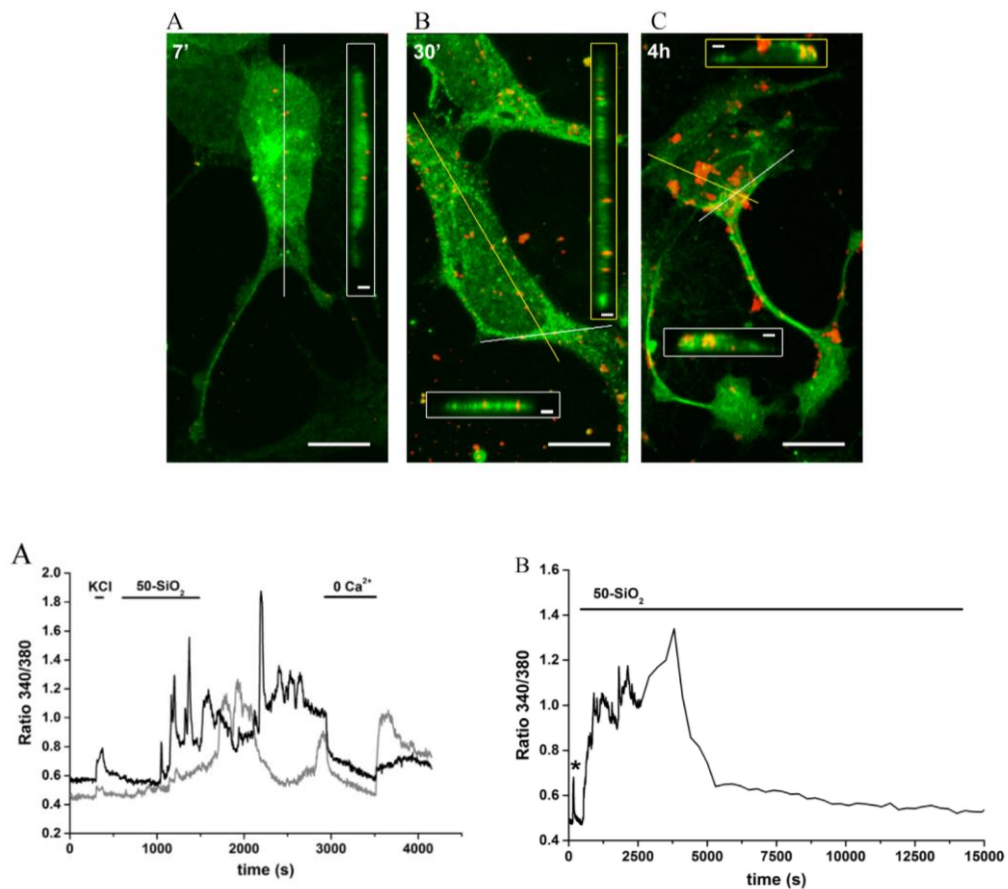 A
B
C
7’
30’
4h
A
KCl
50-SiO₂
0 Ca²⁺
2.0
1.8
1.6
1.4
1.2
1.0
0.8
0.6
0.4
0.2
Ratio 340/380
0
1000
2000
3000
4000
time (s)
B
50-SiO₂
1.6
1.4
1.2
1.0
0.8
0.6
0.4
Ratio 340/380
*
0
2500
5000
7500
10000
12500
15000
time (s)